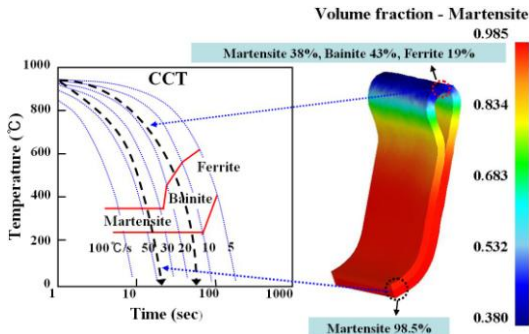 Volume fraction - Martensite
Martensite 38%, Bainite 43%, Ferrite 19%
0.985
0.834
0.683
0.532
0.380
CCT
Temperature (℃)
1000
800
600
400
200
0
Ferrite
Bainite
Martensite
100℃/s 50 30 20 10 5
1 10 100 1000
Time (sec)
Martensite 98.5%